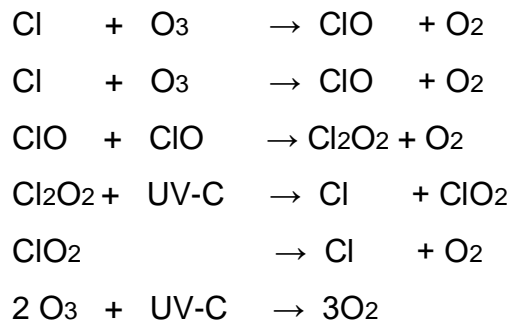 Cl + O3 → ClO + O2
Cl + O3 → ClO + O2
ClO + ClO → Cl2O2 + O2
Cl2O2 + UV-C → Cl + ClO2
ClO2 → Cl + O2
2 O3 + UV-C → 3O2